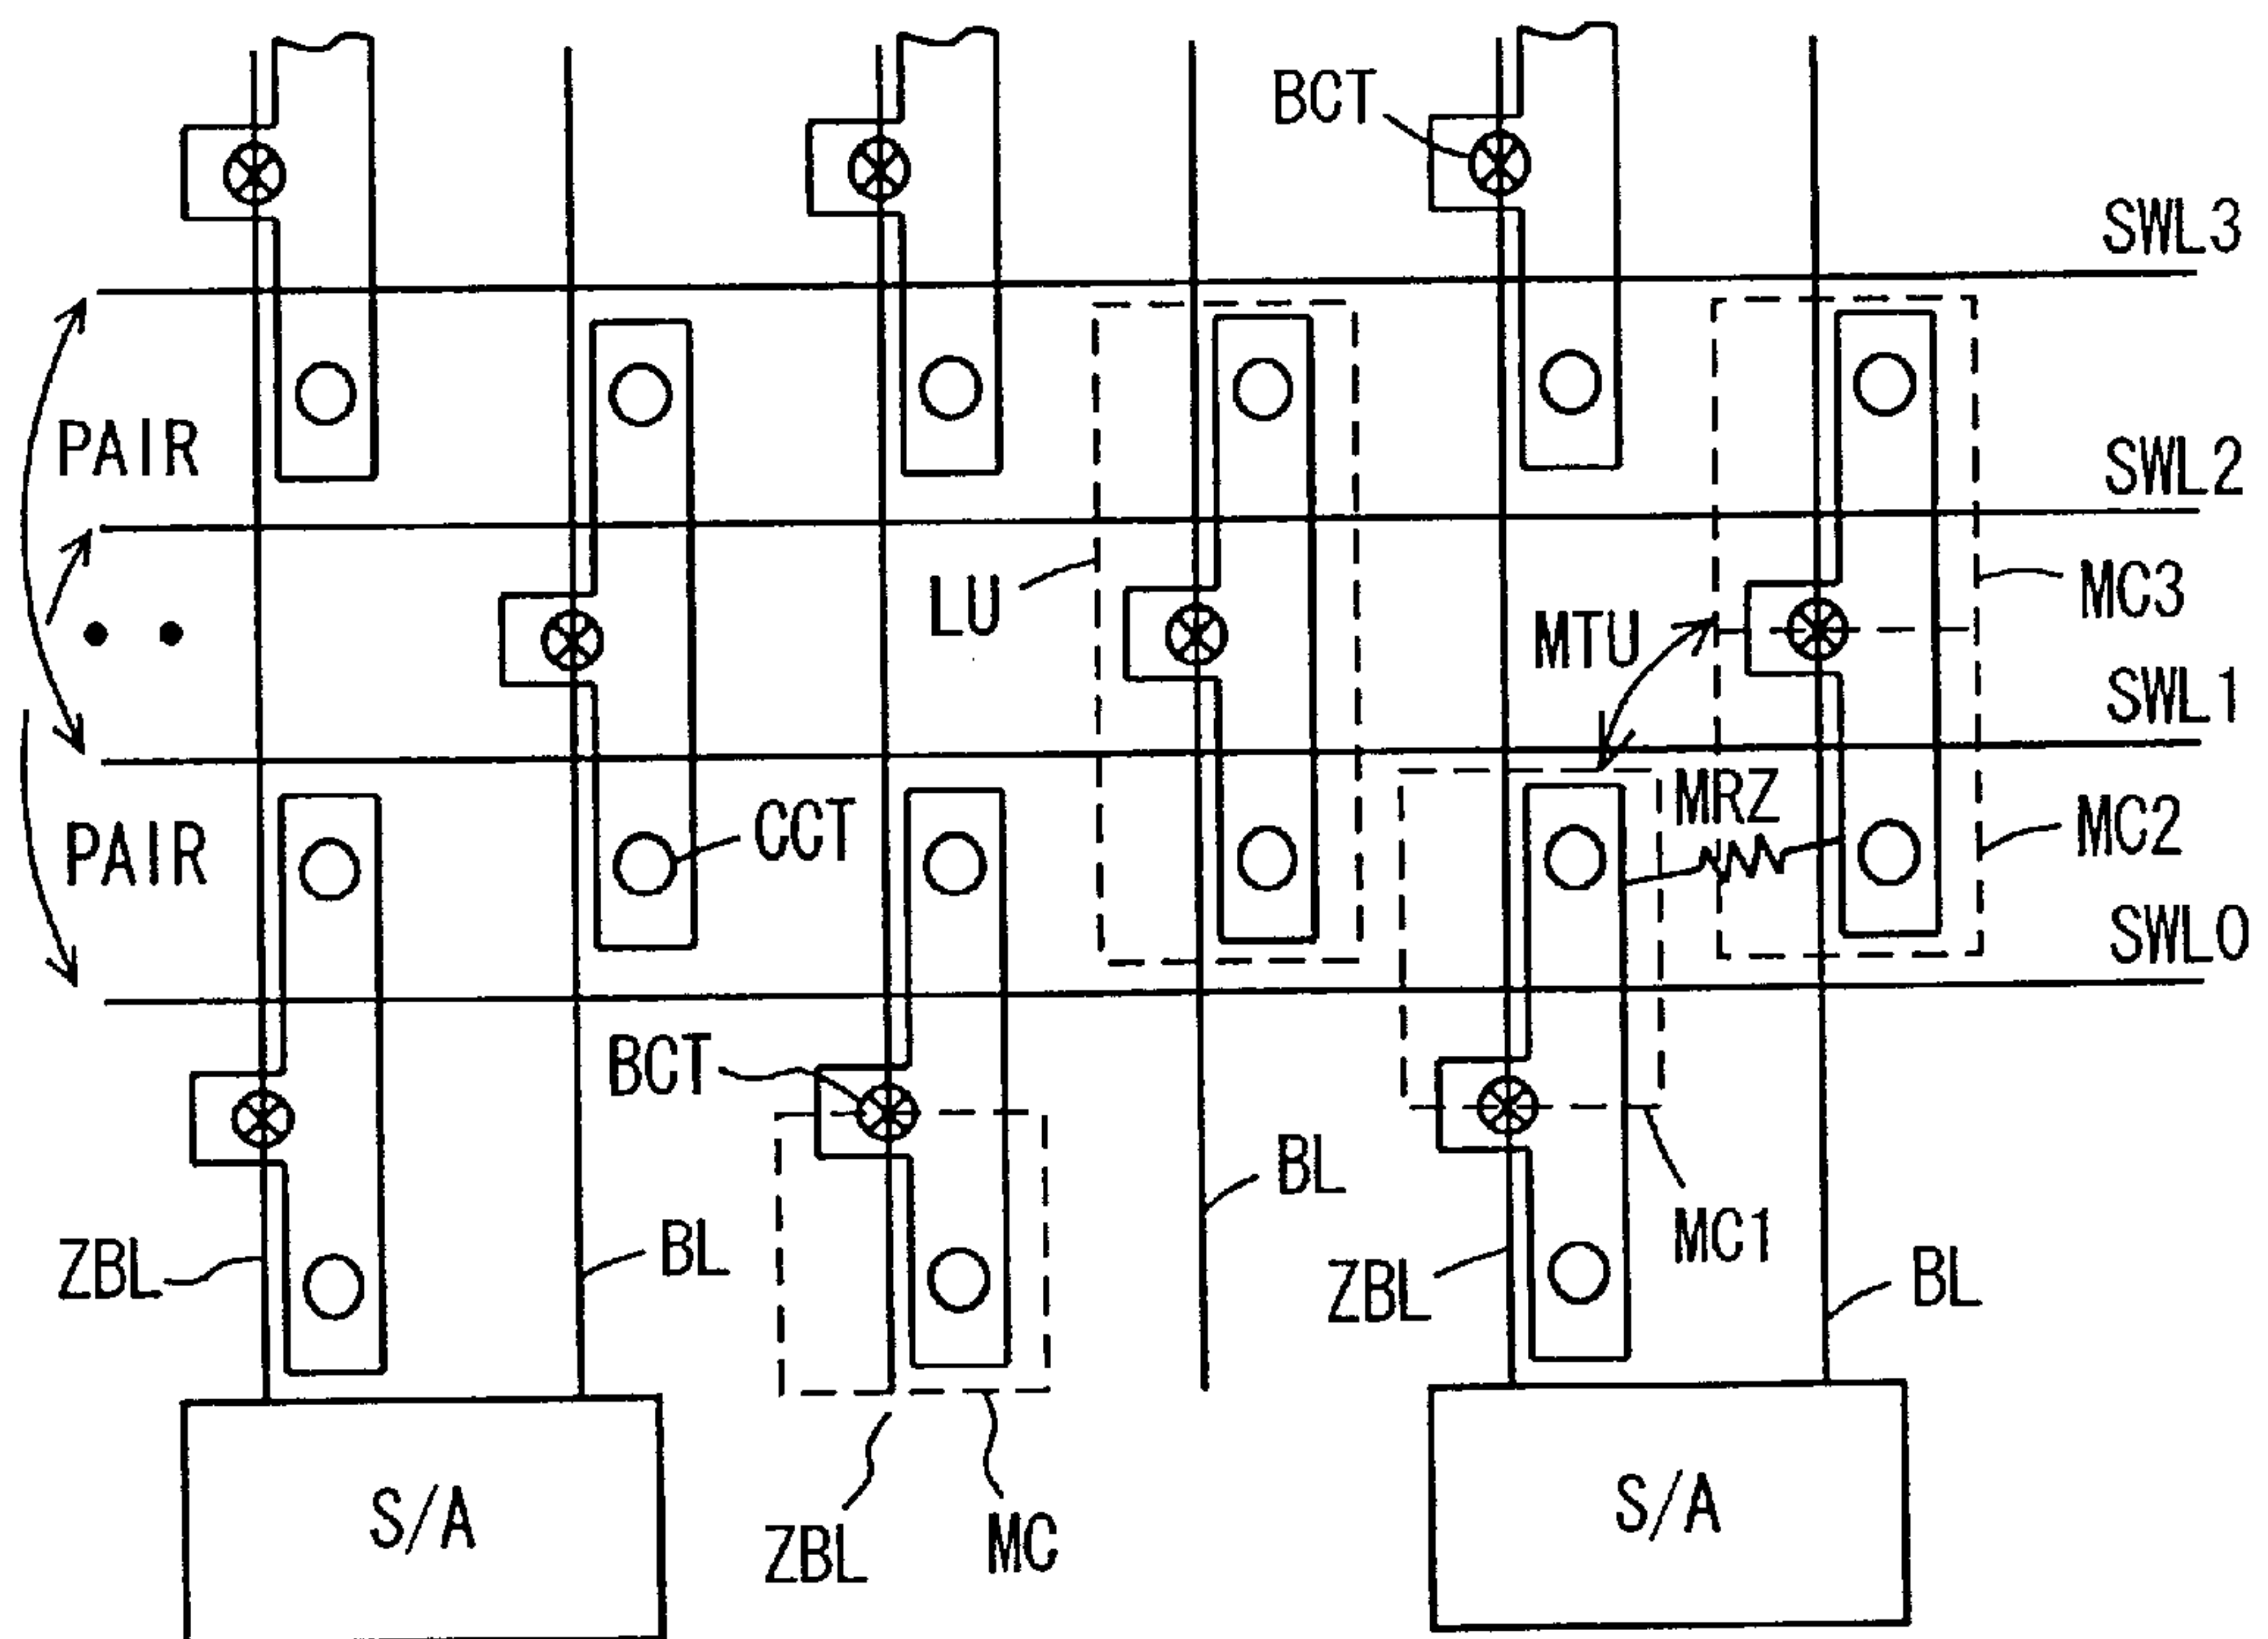 BCT
SWL3
PAIR
SWL2
LU
MTU
MC3
SWL1
PAIR
CCT
MRZ
MC2
SWL0
BCT
BL
ZBL
BL
MC1
ZBL
BL
S/A
ZBL
MC
S/A